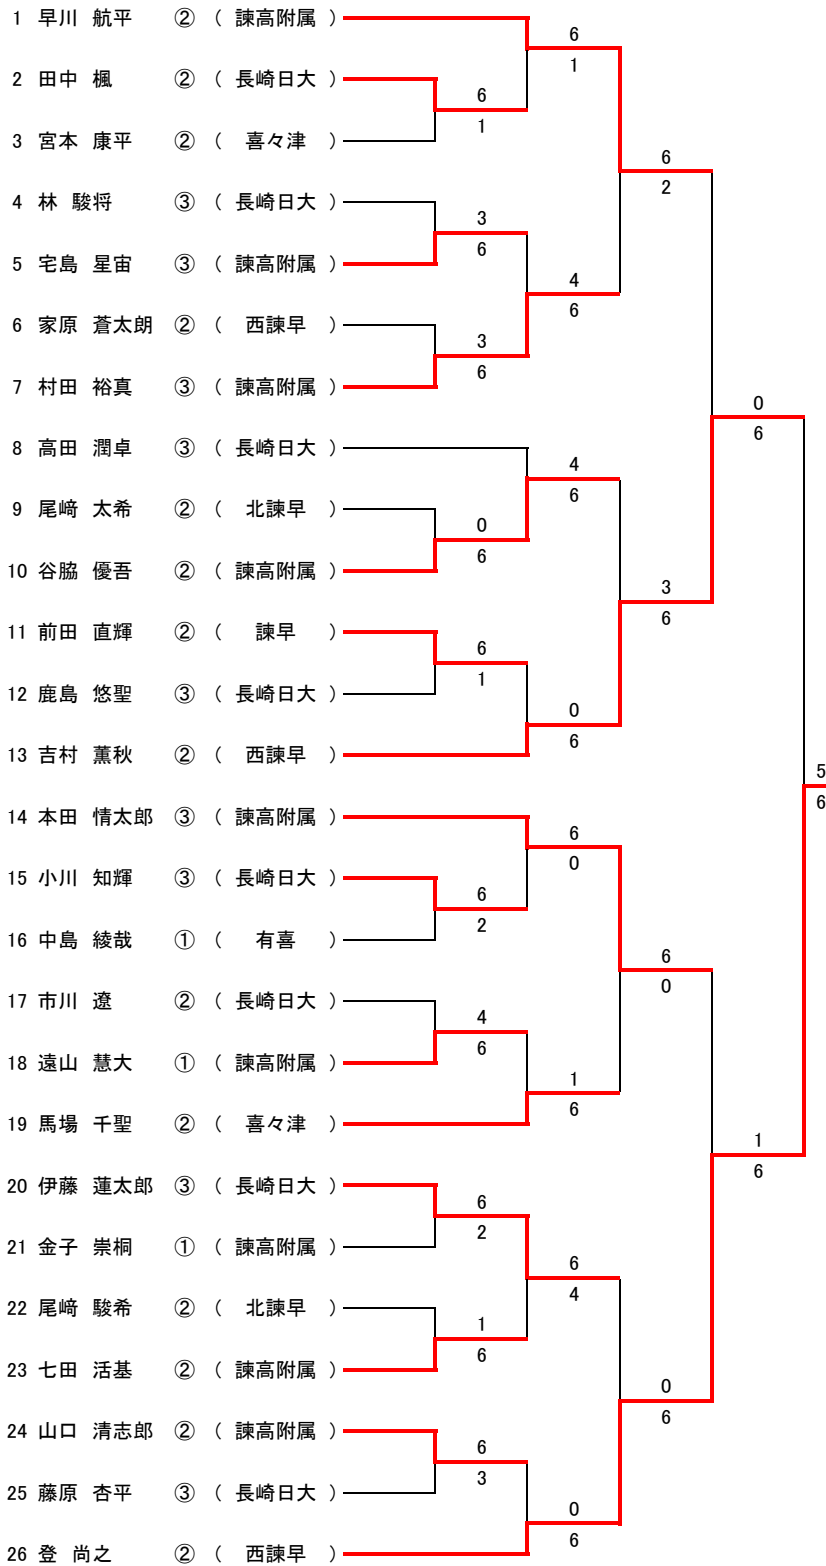 1 早川 航平 ② ( 諫高附属 )
6
1
2 田中 楓 ② ( 長崎日大 )
6
1
3 宮本 康平 ② ( 喜々津 )
6
2
4 林 駿将 ③ ( 長崎日大 )
3
6
5 宅島 星宙 ③ ( 諫高附属 )
4
6
6 家原 蒼太朗 ② ( 西諫早 )
3
6
7 村田 裕真 ③ ( 諫高附属 )
0
6
8 高田 潤卓 ③ ( 長崎日大 )
4
6
9 尾﨑 太希 ② ( 北諫早 )
0
6
10 谷脇 優吾 ② ( 諫高附属 )
3
6
11 前田 直輝 ② ( 諫早 )
6
1
12 鹿島 悠聖 ③ ( 長崎日大 )
0
6
13 吉村 薫秋 ② ( 西諫早 )
5
6
14 本田 情太郎 ③ ( 諫高附属 )
6
0
15 小川 知輝 ③ ( 長崎日大 )
6
2
16 中島 綾哉 ① ( 有喜 )
6
0
17 市川 遼 ② ( 長崎日大 )
4
6
18 遠山 慧大 ① ( 諫高附属 )
1
6
19 馬場 千聖 ② ( 喜々津 )
1
6
20 伊藤 蓮太郎 ③ ( 長崎日大 )
6
2
21 金子 崇桐 ① ( 諫高附属 )
6
4
22 尾﨑 駿希 ② ( 北諫早 )
1
6
23 七田 活基 ② ( 諫高附属 )
0
6
24 山口 清志郎 ② ( 諫高附属 )
6
3
25 藤原 杏平 ③ ( 長崎日大 )
0
6
26 登 尚之 ② ( 西諫早 )